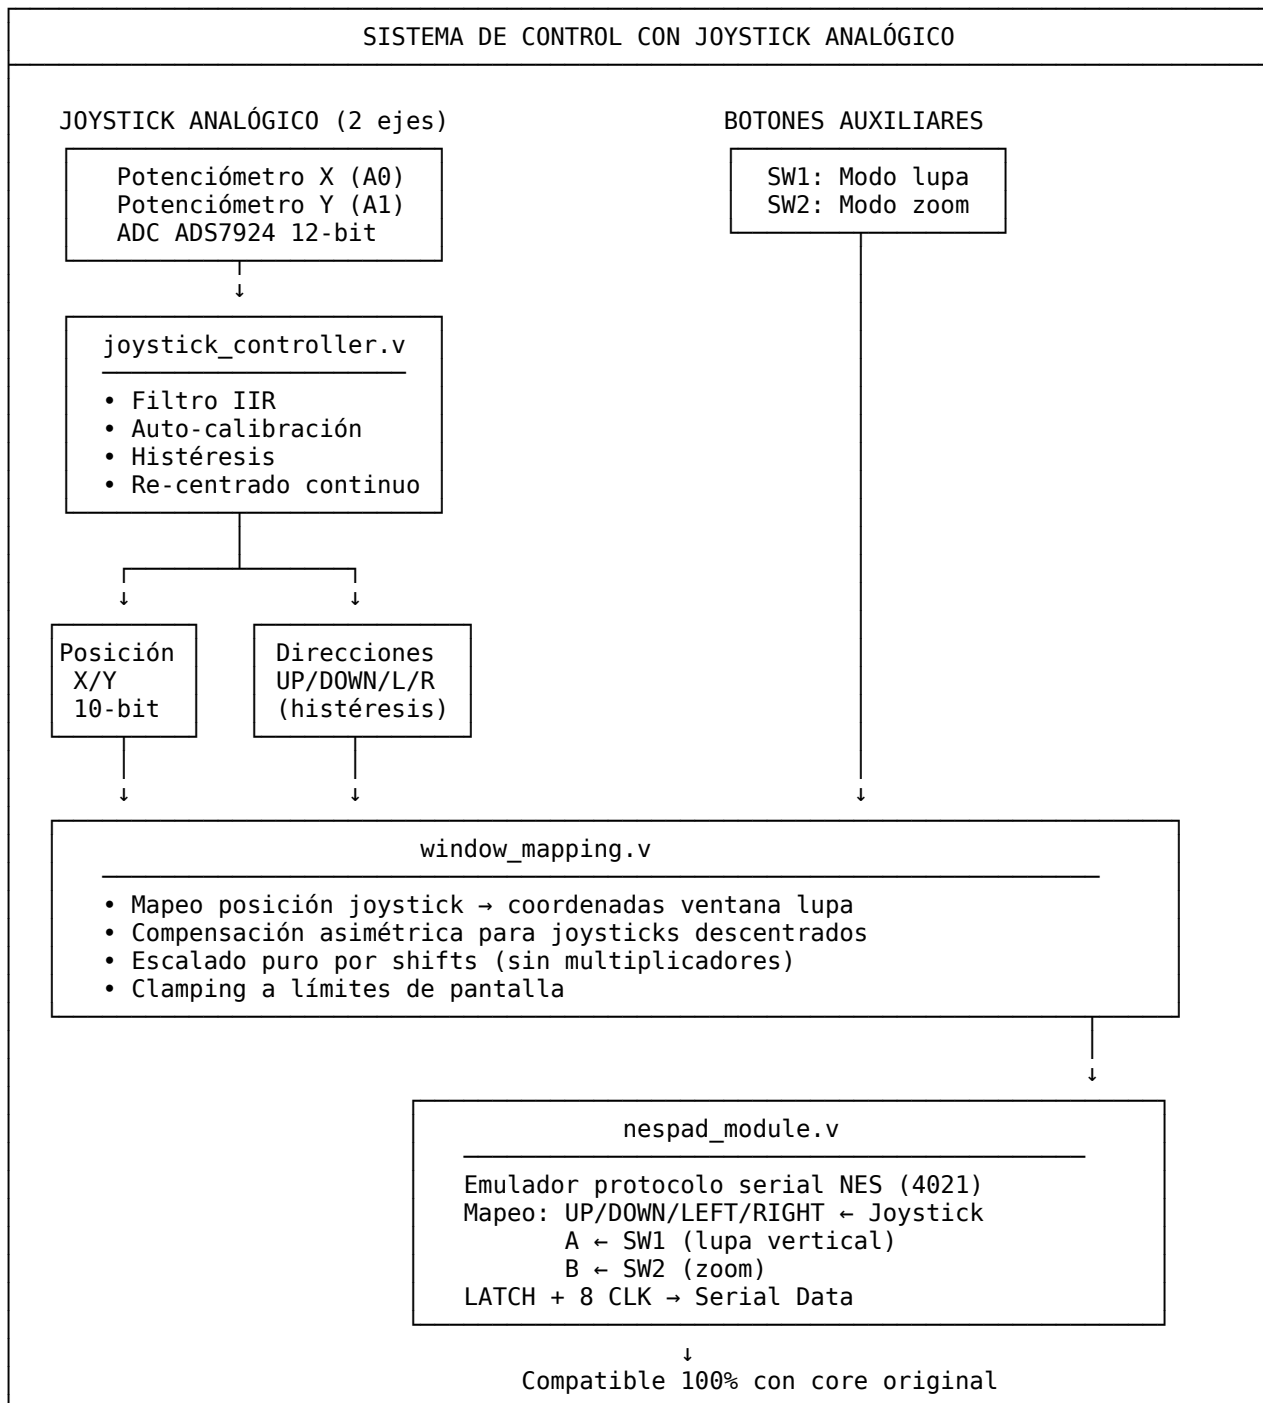 SISTEMA DE CONTROL CON JOYSTICK ANALÓGICO
JOYSTICK ANALÓGICO (2 ejes)
Potenciómetro X (A0)
Potenciómetro Y (A1)
ADC ADS7924 12-bit
BOTONES AUXILIARES
SW1: Modo lupa
SW2: Modo zoom
↓
joystick_controller.v
• Filtro IIR
• Auto-calibración
• Histéresis
• Re-centrado continuo
↓ ↓
Posición
X/Y
10-bit
Direcciones
UP/DOWN/L/R
(histéresis)
↓ ↓ ↓
window_mapping.v
• Mapeo posición joystick → coordenadas ventana lupa
• Compensación asimétrica para joysticks descentrados
• Escalado puro por shifts (sin multiplicadores)
• Clamping a límites de pantalla
↓
nespad_module.v
Emulador protocolo serial NES (4021)
Mapeo: UP/DOWN/LEFT/RIGHT ← Joystick
A ← SW1 (lupa vertical)
B ← SW2 (zoom)
LATCH + 8 CLK → Serial Data
↓
Compatible 100% con core original